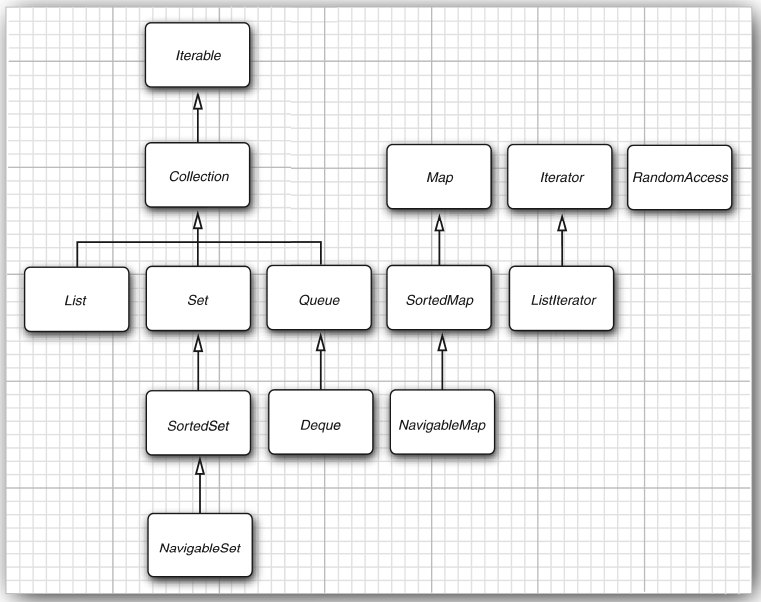 Iterable
Collection
Map
Iterator
RandomAccess
List
Set
Queue
SortedMap
ListIterator
SortedSet
Deque
NavigableMap
NavigableSet